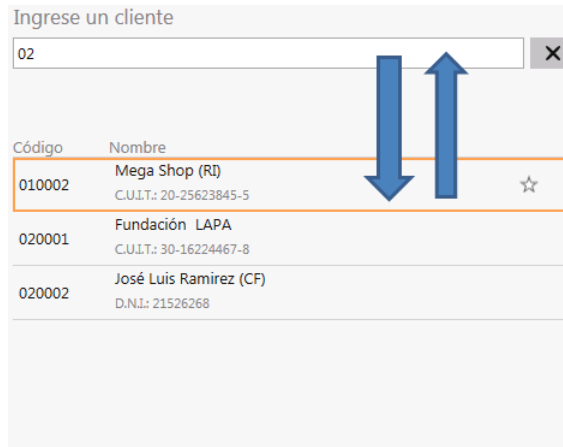 Ingrese un cliente
02
Código Nombre
010002 Mega Shop (RI)
C.U.I.T.: 20-25623845-5
020001 Fundación LAPA
C.U.I.T.: 30-16224467-8
020002 José Luis Ramirez (CF)
D.N.I.: 21526268